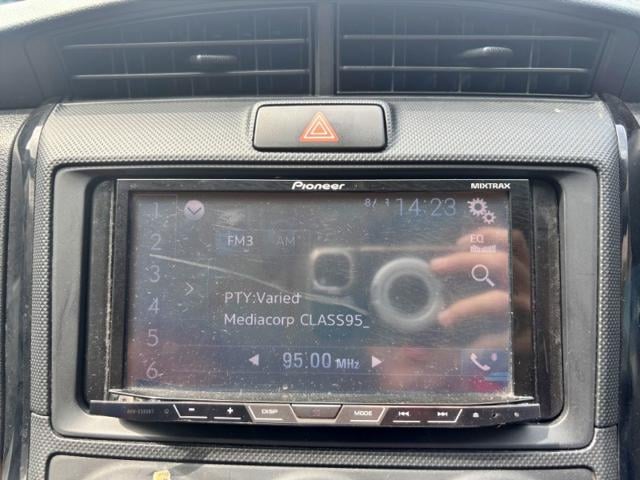 Pioneer
MIXTRAX
1
8/ 14:23
2
FM3 AM
EQ
3
4
PTY:Varied
Mediacorp CLASS95_
5
95.00 MHz
6
- + DISP MODE